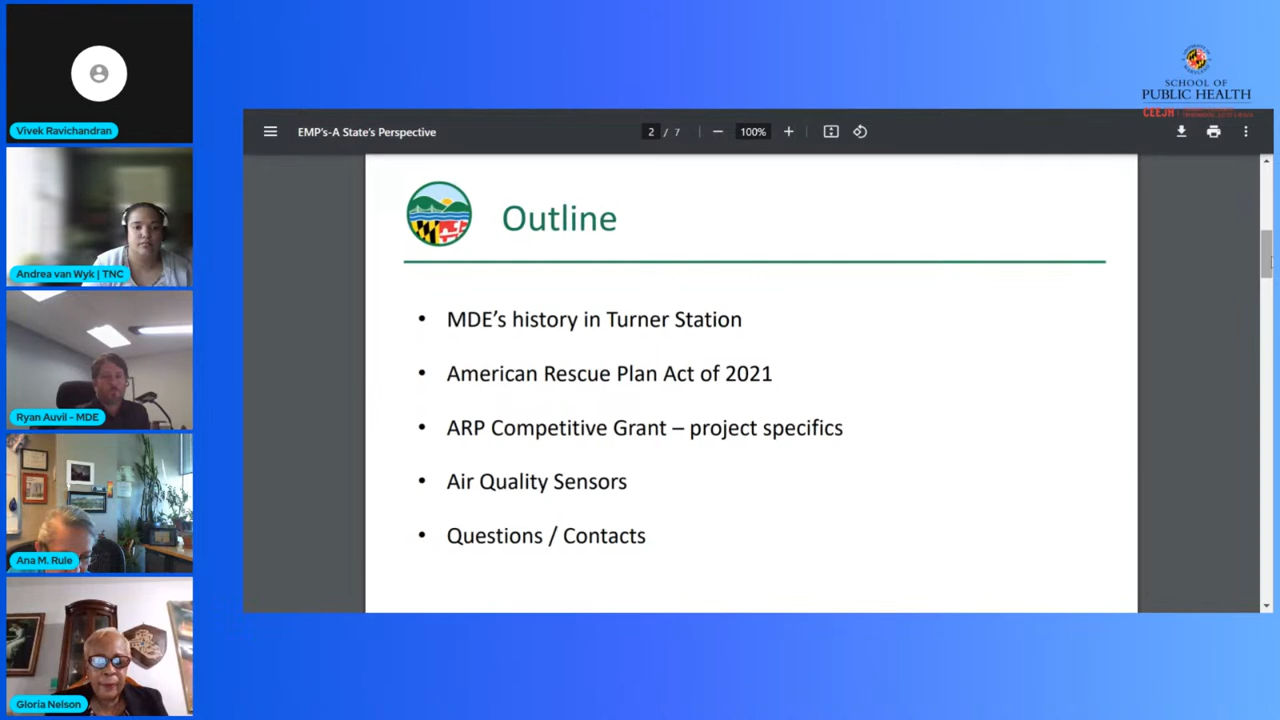 Vivek Ravichandran
Andrea van Wyk | TNC
Ryan Auvil - MDE
Ana M. Rule
Gloria Nelson
SCHOOL OF
PUBLIC HEALTH
CEEJH
EMP's-A State's Perspective
2 / 7
100%
Outline
• MDE's history in Turner Station
• American Rescue Plan Act of 2021
• ARP Competitive Grant – project specifics
• Air Quality Sensors
• Questions / Contacts